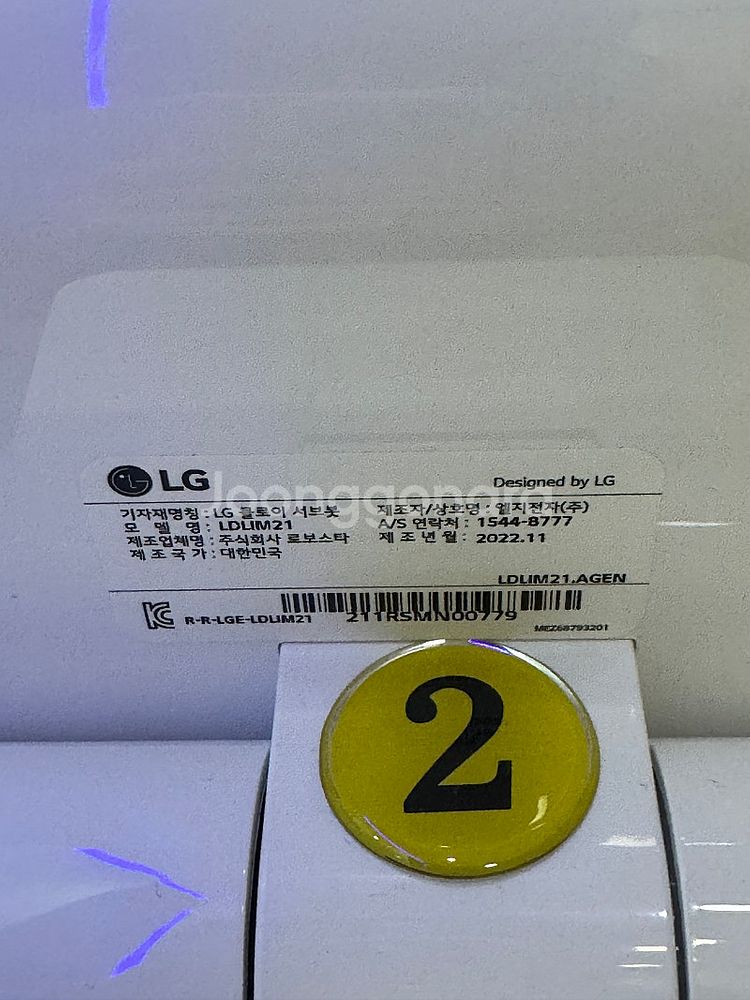 LG
Designed by LG
기자재명칭 : LG 클로이 서브봇 제조자/상호명 : 엘지전자(주)
모 델 명 : LDLIM21 A/S 연락처 : 1544-8777
제조업체명 : 주식회사 로보스타 제 조 년 월 : 2022.11
제 조 국 가 : 대한민국
LDLIM21.AGEN
R-R-LGE-LDLIM21 211RSMN00779 MEZ68793201
2